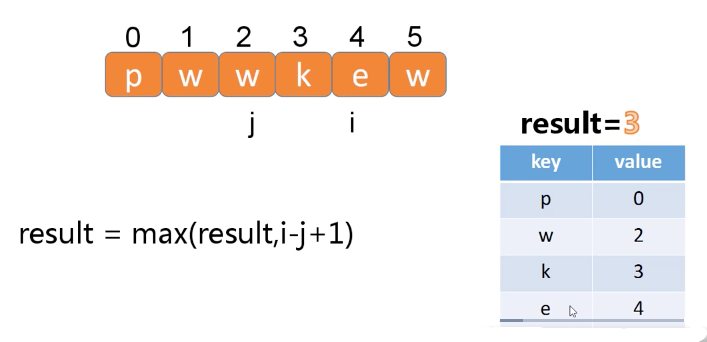 0 1 2 3 4 5
p w w k e w
j i
result=3
key value
p 0
w 2
result = max(result,i-j+1)
k 3
e 4